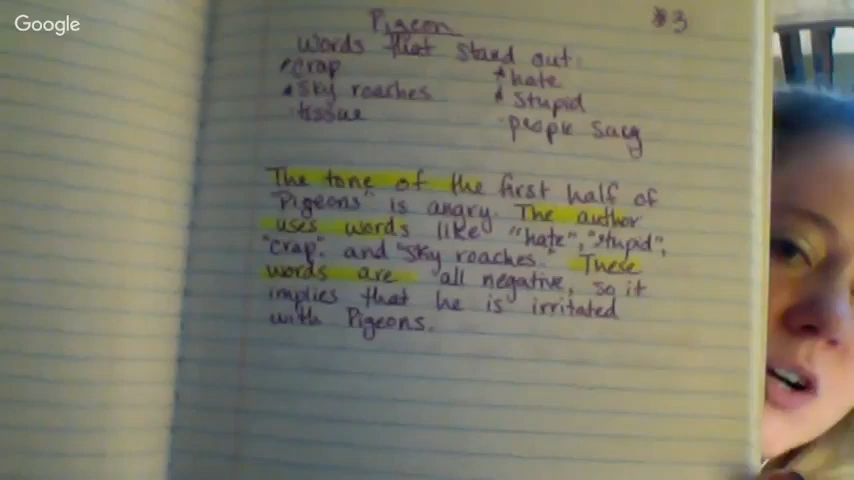 Google
Pigeon
#3
words that stand out:
crap
* hate
* Sky roaches
* Stupid
tissue
people sang
The tone of the first half of
"Pigeons" is angry. The author
uses words like "hate", "stupid",
"crap", and "sky roaches." These
words are all negative, so it
implies that he is irritated
with Pigeons.